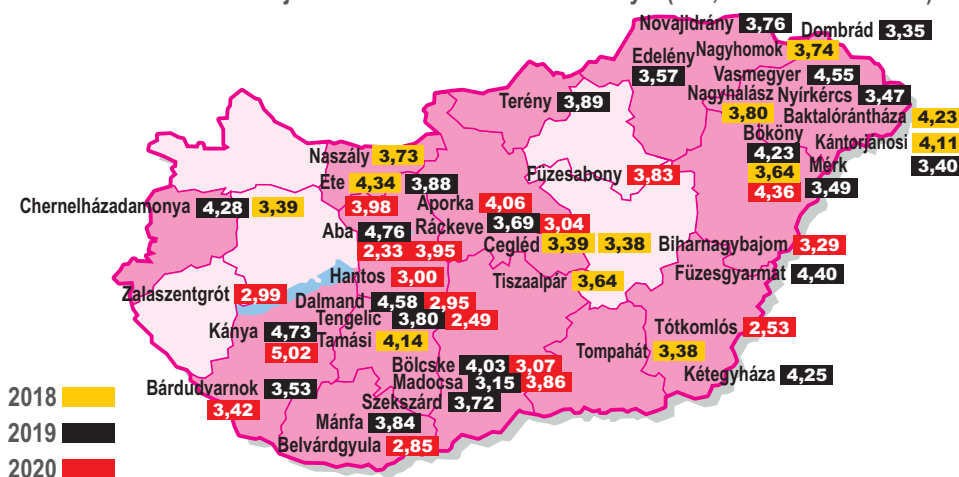 Novajidrány 3,76
Dombrád 3,35
Nagyhomok 3,74
Edelény 3,57
Vasmegyer 4,55
Nagyhalász 3,80
Nyírkércs 3,47
Terény 3,89
Baktalórántháza 4,23
Bököny 4,23 3,64 4,36
Kántorjánosi 4,11 3,40
Mérk 3,49
Naszály 3,73
Füzesabony 3,83
Ete 4,34 3,88 3,98
Chernelházadamonya 4,28 3,39
Aporka 4,06
Ráckeve 3,69 3,04
Aba 4,76 2,33 3,95
Cegléd 3,39 3,38
Biharnagybajom 3,29
Hantos 3,00
Tiszaalpár 3,64
Füzesgyarmat 4,40
Zalaszentgrót 2,99
Dalmand 4,58 2,95
Tengelic 3,80 2,49
Kánya 4,73 5,02
Tamási 4,14
Tótkomlós 2,53
Tompahát 3,38
Bölcske 4,03 3,07
Madocsa 3,15 3,86
Kétegyháza 4,25
Bárdudvarnok 3,53 3,42
Szekszárd 3,72
Mánfa 3,84
Belvárdgyula 2,85
2018
2019
2020